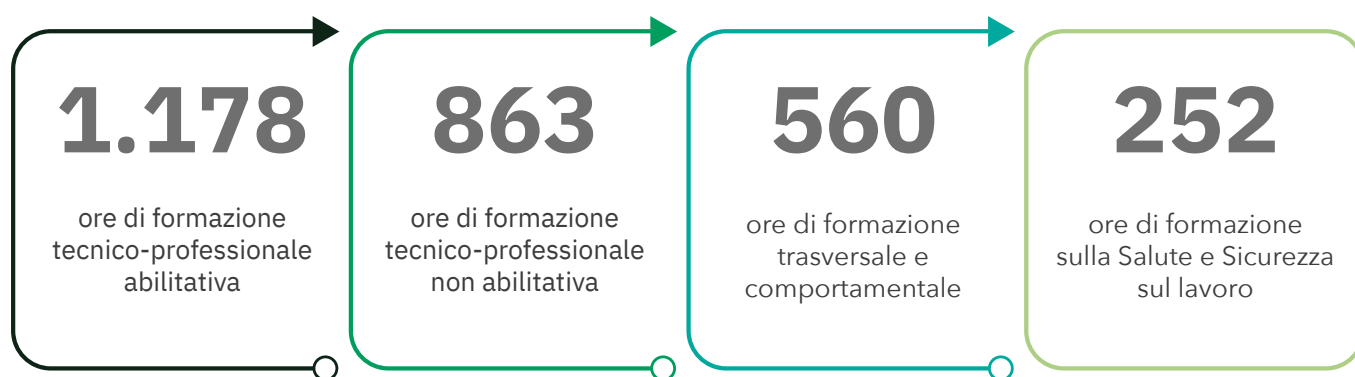 1.178
ore di formazione
tecnico-professionale
abilitativa
863
ore di formazione
tecnico-professionale
non abilitativa
560
ore di formazione
trasversale e
comportamentale
252
ore di formazione
sulla Salute e Sicurezza
sul lavoro